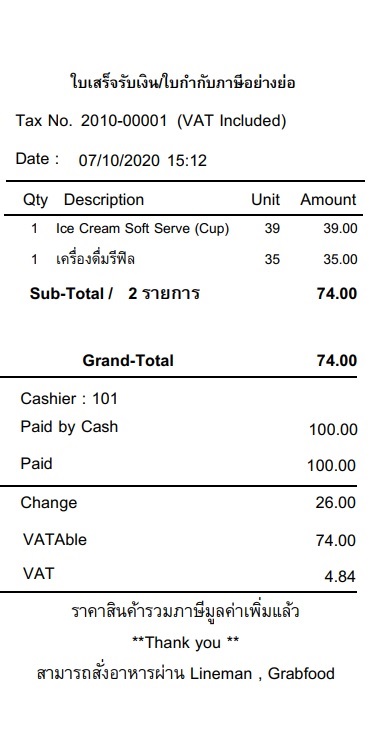 ใบเสร็จรับเงิน/ใบกำกับภาษีอย่างย่อ
Tax No. 2010-00001 (VAT Included)
Date : 07/10/2020 15:12
Qty Description Unit Amount
1 Ice Cream Soft Serve (Cup) 39 39.00
1 เครื่องดื่มรีฟิล 35 35.00
Sub-Total / 2 รายการ 74.00
Grand-Total 74.00
Cashier : 101
Paid by Cash 100.00
Paid 100.00
Change 26.00
VATAble 74.00
VAT 4.84
ราคาสินค้ารวมภาษีมูลค่าเพิ่มแล้ว
**Thank you **
สามารถสั่งอาหารผ่าน Lineman , Grabfood